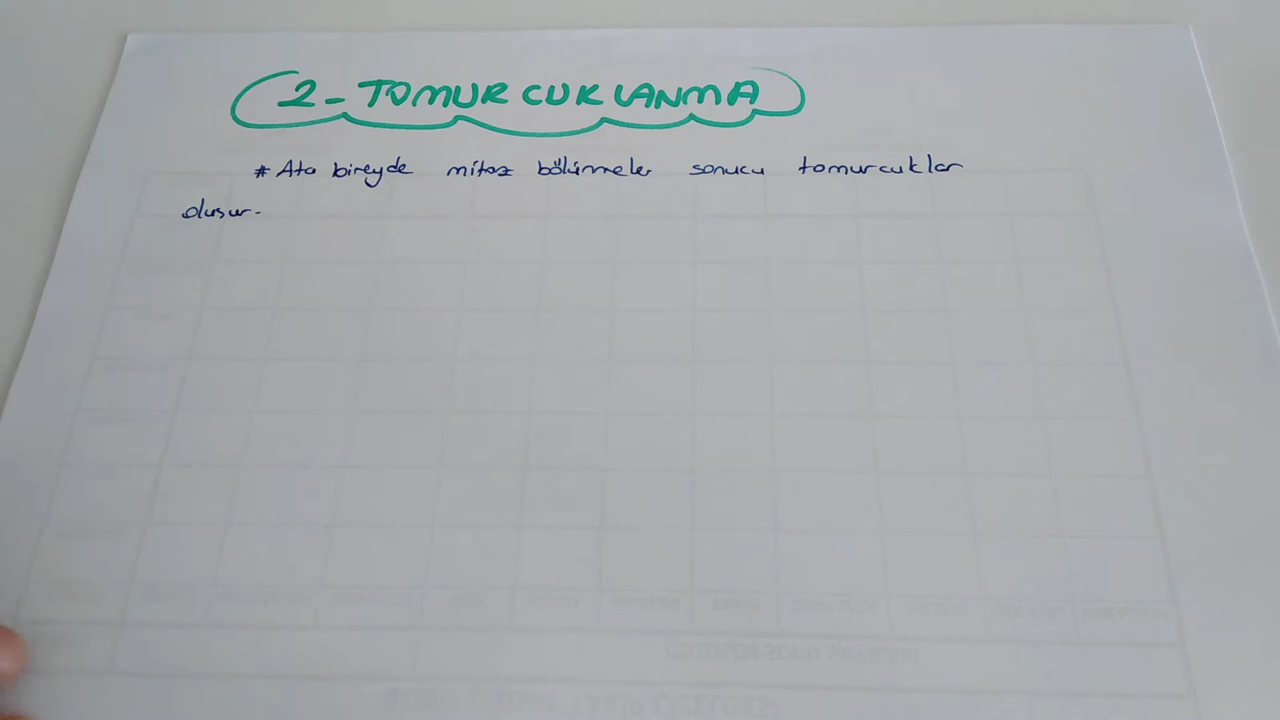 2- TOMURCUKLANMA
# Ata bireyde mitoz bölünmeler sonucu tomurcuklar
oluşur.